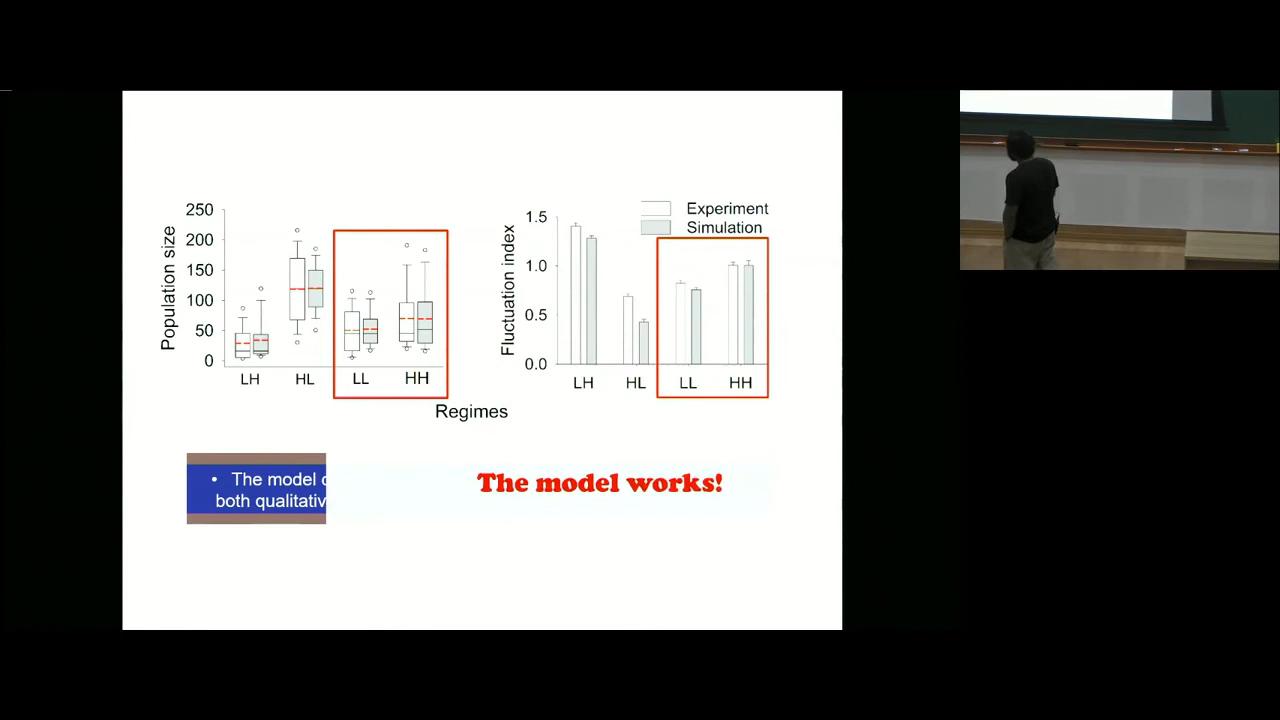 250
200
150
100
50
0
Population size
LH HL LL HH
1.5
1.0
0.5
0.0
Fluctuation index
Experiment
Simulation
LH HL LL HH
Regimes
• The model
both qualitativ
The model works!